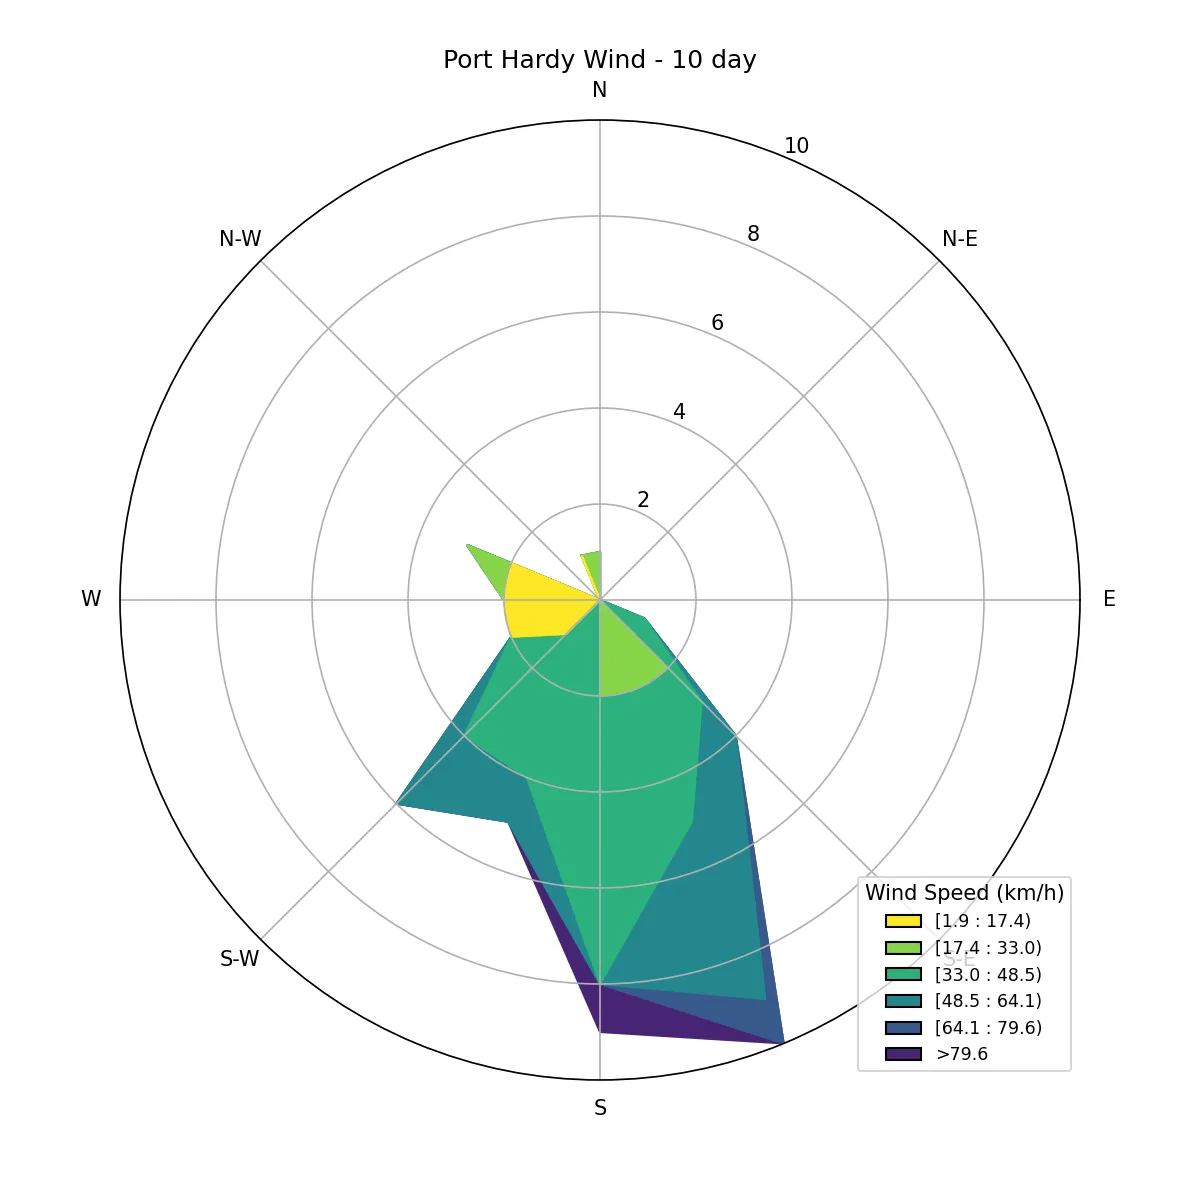 Port Hardy Wind - 10 day
N
10
N-W
8
N-E
6
4
2
W
E
Wind Speed (km/h)
[1.9 : 17.4)
[17.4 : 33.0)
S-W
S-E
[33.0 : 48.5)
[48.5 : 64.1)
[64.1 : 79.6)
>79.6
S